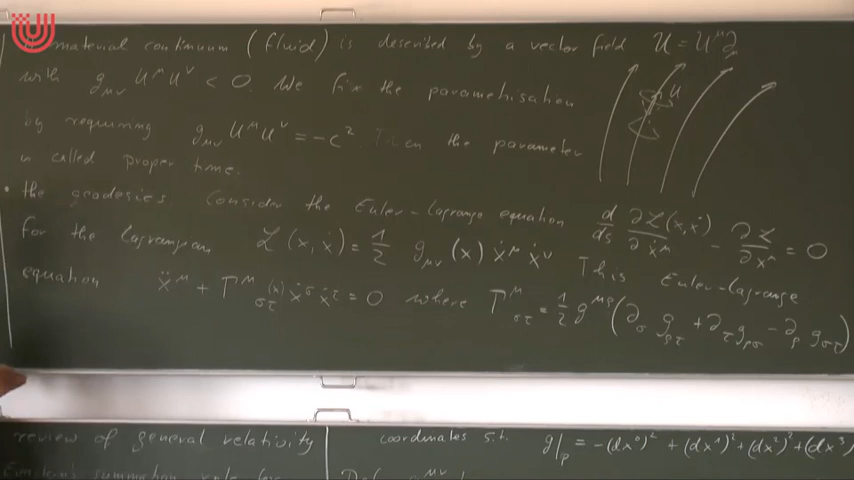 material continuum (fluid) is described by a vector field U = U^μ ∂_μ
with g_μν U^μ U^ν < 0. We fix the parametrisation
by requiring g_μν U^μ U^ν = -c². Then the parameter
is called proper time.
• the geodesics Consider the Euler-Lagrange equation d/ds ∂ℒ(x,ẋ)/∂ẋ^μ - ∂ℒ/∂x^μ = 0
for the Lagrangian ℒ(x,ẋ) = 1/2 g_μν(x) ẋ^μ ẋ^ν This Euler-Lagrange
equation ẍ^μ + Γ^μ_στ(x) ẋ^σ ẋ^τ = 0 where Γ^μ_στ = 1/2 g^μρ (∂_σ g_ρτ + ∂_τ g_ρσ - ∂_ρ g_στ)
U
review of general relativity
coordinates s.t. g|_p = -(dx⁰)² + (dx¹)² + (dx²)² + (dx³
summation rule for